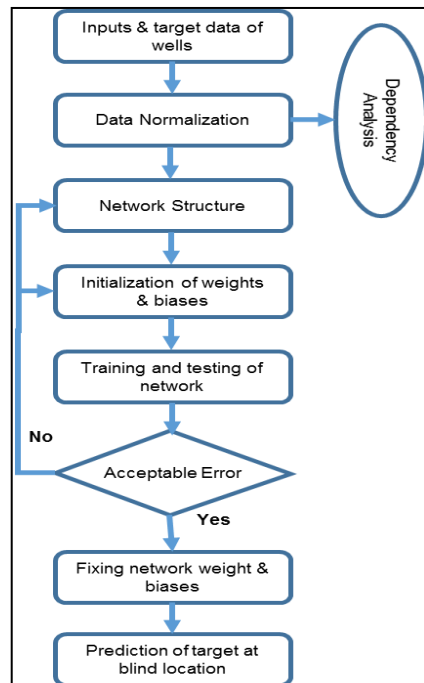 Inputs & target data of
wells
Data Normalization
Dependency
Analysis
Network Structure
Initialization of weights
& biases
Training and testing of
network
No
Acceptable Error
Yes
Fixing network weight &
biases
Prediction of target at
blind location